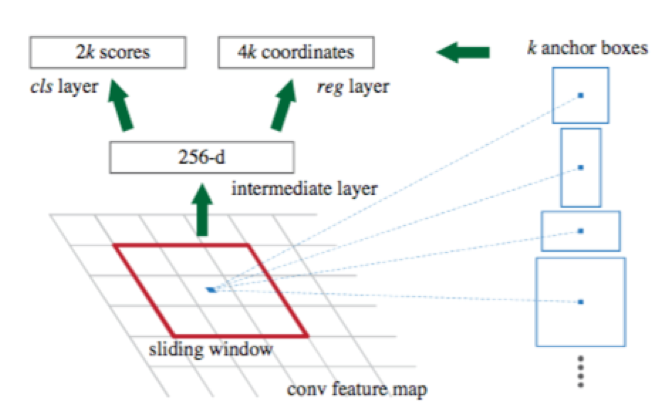 2k scores
4k coordinates
k anchor boxes
cls layer
reg layer
256-d
intermediate layer
sliding window
conv feature map